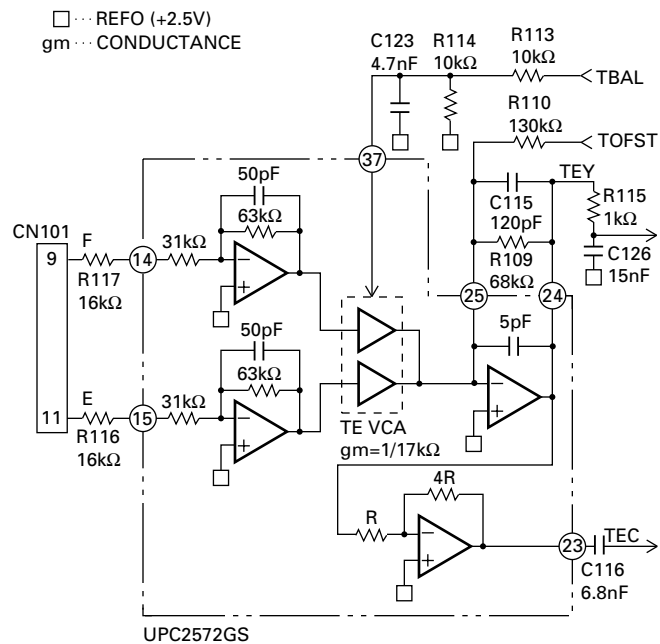 REFO (+2.5V)
gm ··· CONDUCTANCE
C123
4.7nF
R114
10kΩ
R113
10kΩ
TBAL
R110
130kΩ
TOFST
37
TEY
50pF
63kΩ
C115
120pF
R109
68kΩ
R115
1kΩ
C126
15nF
CN101
9
F
R117
16kΩ
14
31kΩ
−
+
25
24
50pF
63kΩ
5pF
11
E
R116
16kΩ
15
31kΩ
−
+
TE VCA
gm=1/17kΩ
−
+
4R
R
−
+
23
TEC
C116
6.8nF
UPC2572GS